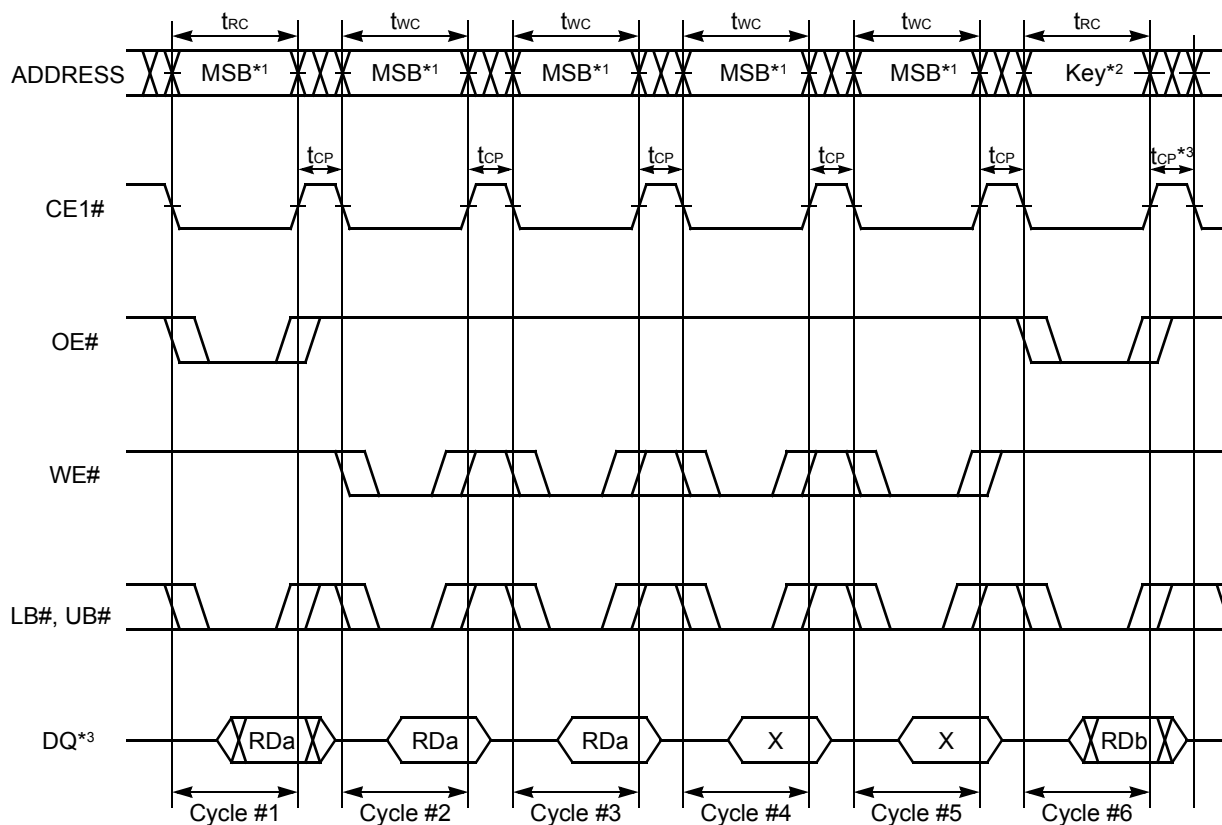 tRC tWC tWC tWC tWC tRC
ADDRESS MSB*1 MSB*1 MSB*1 MSB*1 MSB*1 Key*2
tCP tCP tCP tCP tCP tCP*3
CE1#
OE#
WE#
LB#, UB#
DQ*3 RDa RDa RDa X X RDb
Cycle #1 Cycle #2 Cycle #3 Cycle #4 Cycle #5 Cycle #6